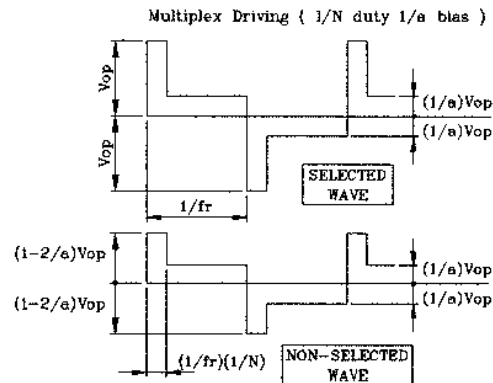 Multiplex Driving ( 1/N duty 1/a bias )
Vop
(1/a)Vop
(1/a)Vop
Vop
SELECTED
WAVE
1/fr
(1-2/a)Vop
(1/a)Vop
(1-2/a)Vop
(1/a)Vop
(1/fr)(1/N)
NON-SELECTED
WAVE